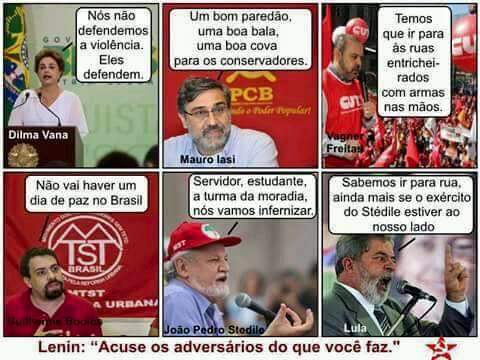 Nós não
defendemos
a violência.
Eles
defendem.
Dilma Vana
Um bom paredão,
uma boa bala,
uma boa cova
para os conservadores.
PCB
Mauro Iasi
Temos
que ir para
às ruas
entrichei-
rados
com armas
nas mãos.
CUT
Vagner
Freitas
Não vai haver um
dia de paz no Brasil
MTST
BRASIL
MTST
A URBANA
Servidor, estudante,
a turma da moradia,
nós vamos infernizar.
João Pedro Stedile
Sabemos ir para rua,
ainda mais se o exército
do Stédile estiver ao
nosso lado
Lula
Lenin: “Acuse os adversários do que você faz."